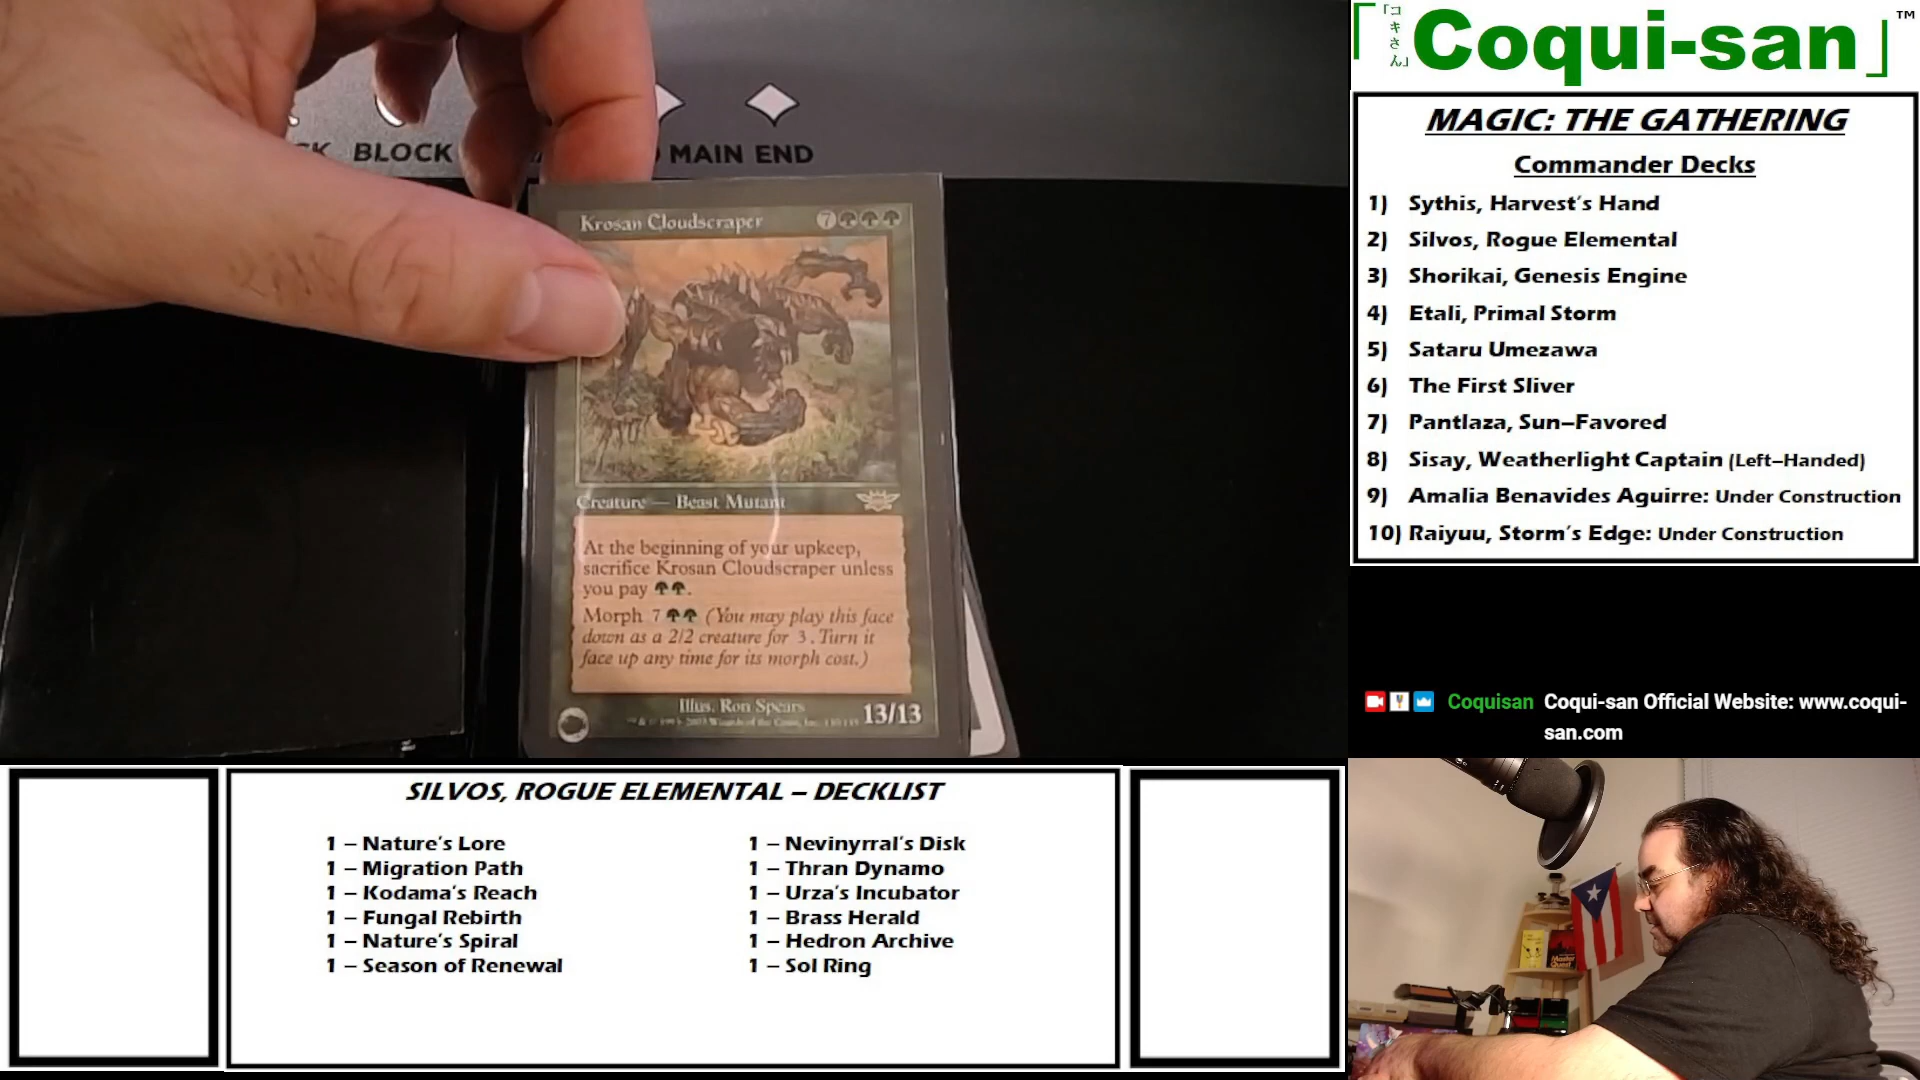 BLOCK
MAIN END
Krosan Cloudscraper
7
Creature — Beast Mutant
At the beginning of your upkeep,
sacrifice Krosan Cloudscraper unless
you pay
Morph 7 (You may play this face
down as a 2/2 creature for 3. Turn it
face up any time for its morph cost.)
Illus. Ron Spears
13/13
「コキさん」
「Coqui-san」™
MAGIC: THE GATHERING
Commander Decks
1) Sythis, Harvest's Hand
2) Silvos, Rogue Elemental
3) Shorikai, Genesis Engine
4) Etali, Primal Storm
5) Sataru Umezawa
6) The First Sliver
7) Pantlaza, Sun–Favored
8) Sisay, Weatherlight Captain (Left–Handed)
9) Amalia Benavides Aguirre: Under Construction
10) Raiyuu, Storm's Edge: Under Construction
Coquisan Coqui-san Official Website: www.coqui-
san.com
SILVOS, ROGUE ELEMENTAL – DECKLIST
1 – Nature's Lore
1 – Migration Path
1 – Kodama's Reach
1 – Fungal Rebirth
1 – Nature's Spiral
1 – Season of Renewal
1 – Nevinyrral's Disk
1 – Thran Dynamo
1 – Urza's Incubator
1 – Brass Herald
1 – Hedron Archive
1 – Sol Ring
Master
Quest